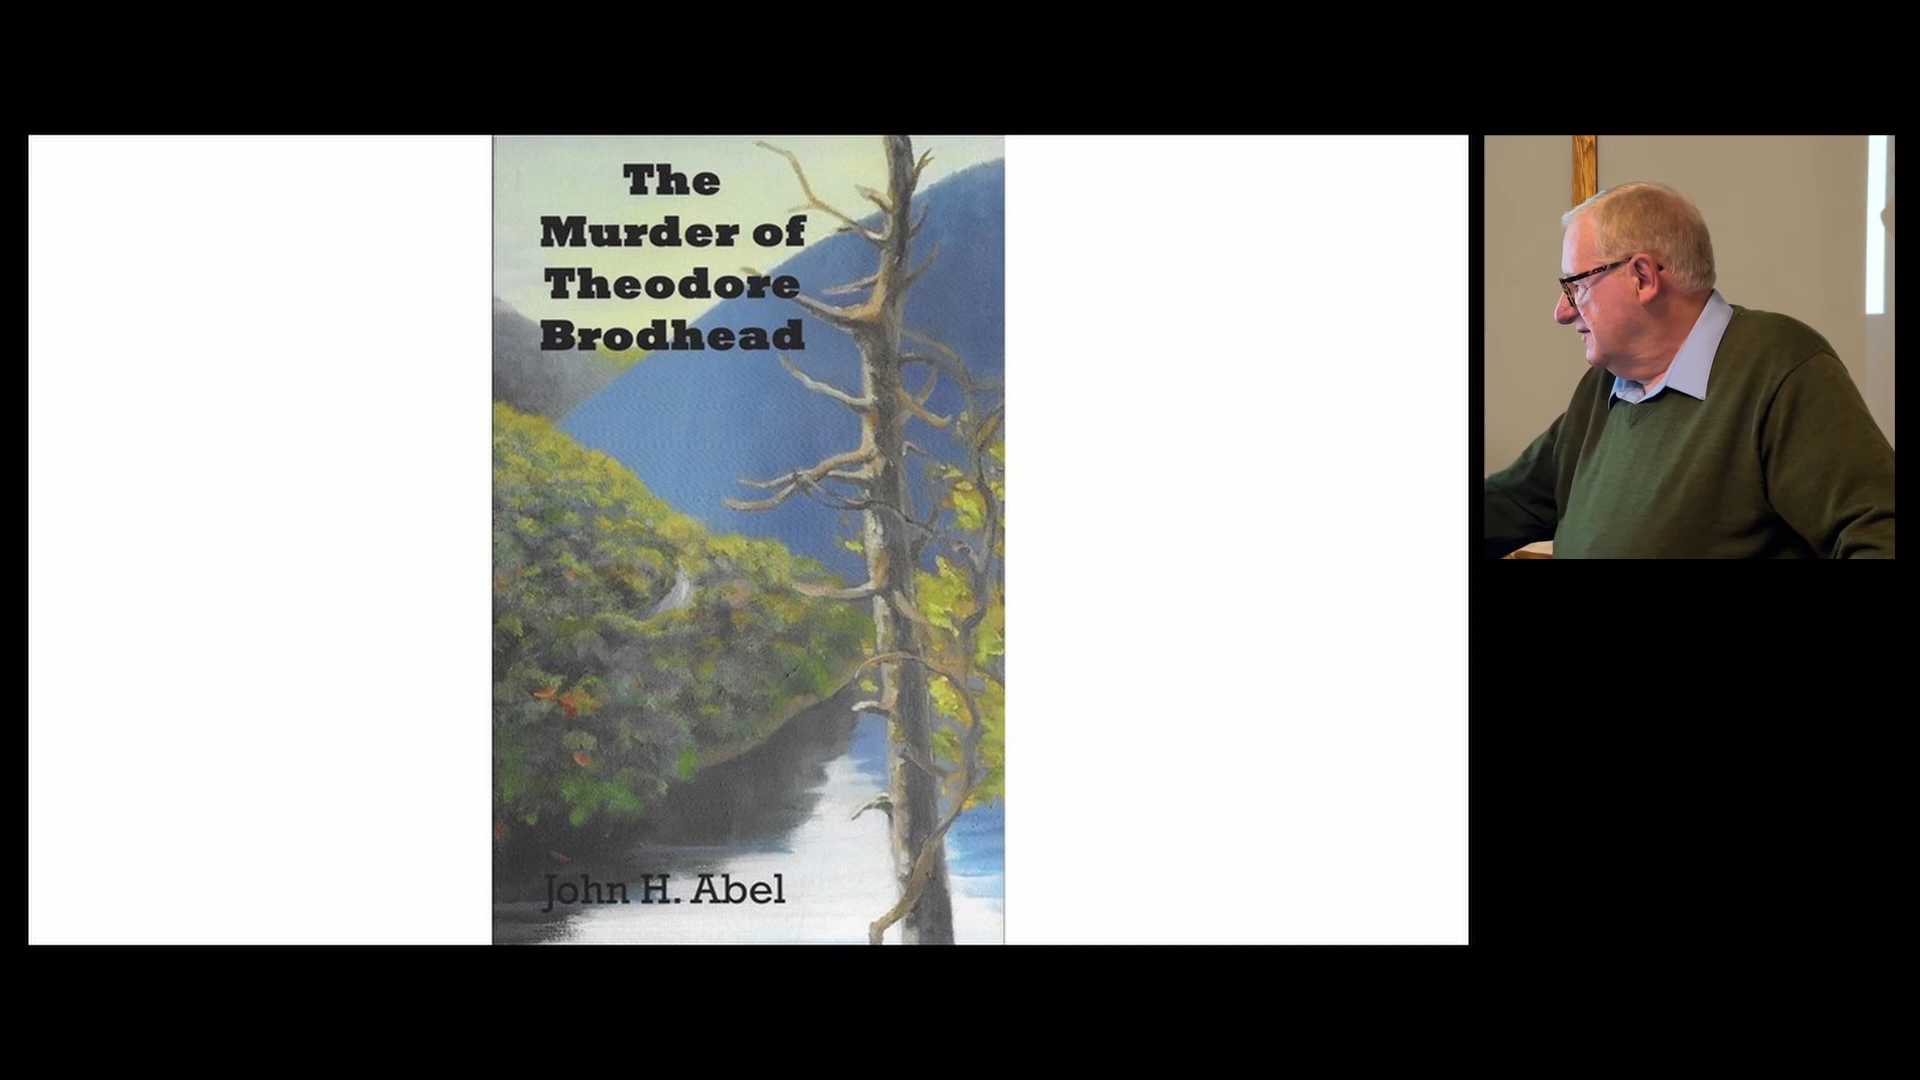 The
Murder of
Theodore
Brodhead
John H. Abel